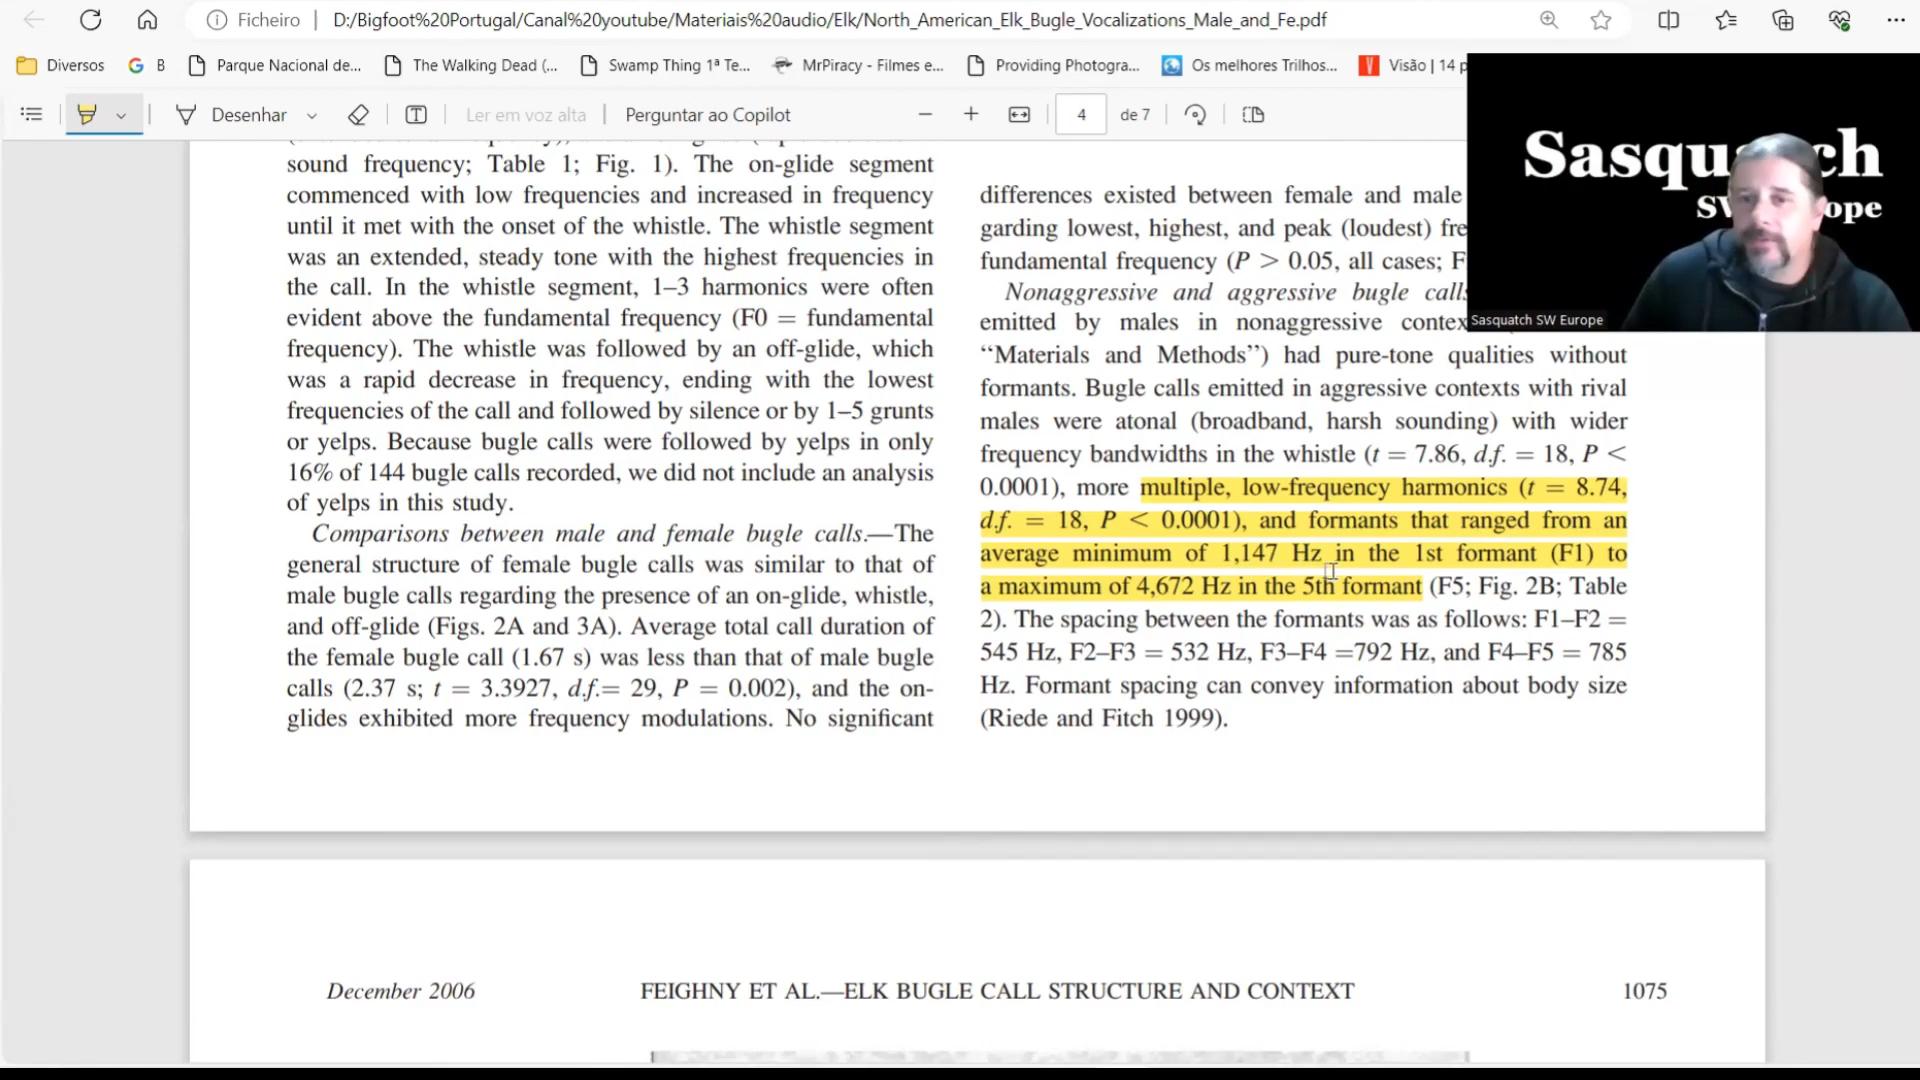 Ficheiro D:/Bigfoot%20Portugal/Canal%20youtube/Materiais%20audio/Elk/North_American_Elk_Bugle_Vocalizations_Male_and_Fe.pdf
Diversos B Parque Nacional de... The Walking Dead (... Swamp Thing 1ª Te... MrPiracy - Filmes e... Providing Photogra... Os melhores Trilhos... Visão | 14 p
Desenhar Ler em voz alta Perguntar ao Copilot 4 de 7
sound frequency; Table 1; Fig. 1). The on-glide segment
commenced with low frequencies and increased in frequency
until it met with the onset of the whistle. The whistle segment
was an extended, steady tone with the highest frequencies in
the call. In the whistle segment, 1–3 harmonics were often
evident above the fundamental frequency (F0 = fundamental
frequency). The whistle was followed by an off-glide, which
was a rapid decrease in frequency, ending with the lowest
frequencies of the call and followed by silence or by 1–5 grunts
or yelps. Because bugle calls were followed by yelps in only
16% of 144 bugle calls recorded, we did not include an analysis
of yelps in this study.
Comparisons between male and female bugle calls.—The
general structure of female bugle calls was similar to that of
male bugle calls regarding the presence of an on-glide, whistle,
and off-glide (Figs. 2A and 3A). Average total call duration of
the female bugle call (1.67 s) was less than that of male bugle
calls (2.37 s; t = 3.3927, d.f.= 29, P = 0.002), and the on-
glides exhibited more frequency modulations. No significant
differences existed between female and male
garding lowest, highest, and peak (loudest) fre
fundamental frequency (P > 0.05, all cases; F
Nonaggressive and aggressive bugle calls
emitted by males in nonaggressive contex
‘‘Materials and Methods’’) had pure-tone qualities without
formants. Bugle calls emitted in aggressive contexts with rival
males were atonal (broadband, harsh sounding) with wider
frequency bandwidths in the whistle (t = 7.86, d.f. = 18, P <
0.0001), more multiple, low-frequency harmonics (t = 8.74,
d.f. = 18, P < 0.0001), and formants that ranged from an
average minimum of 1,147 Hz in the 1st formant (F1) to
a maximum of 4,672 Hz in the 5th formant (F5; Fig. 2B; Table
2). The spacing between the formants was as follows: F1–F2 =
545 Hz, F2–F3 = 532 Hz, F3–F4 =792 Hz, and F4–F5 = 785
Hz. Formant spacing can convey information about body size
(Riede and Fitch 1999).
Sasqu ch
ope
Sasquatch SW Europe
December 2006 FEIGHNY ET AL.—ELK BUGLE CALL STRUCTURE AND CONTEXT 1075